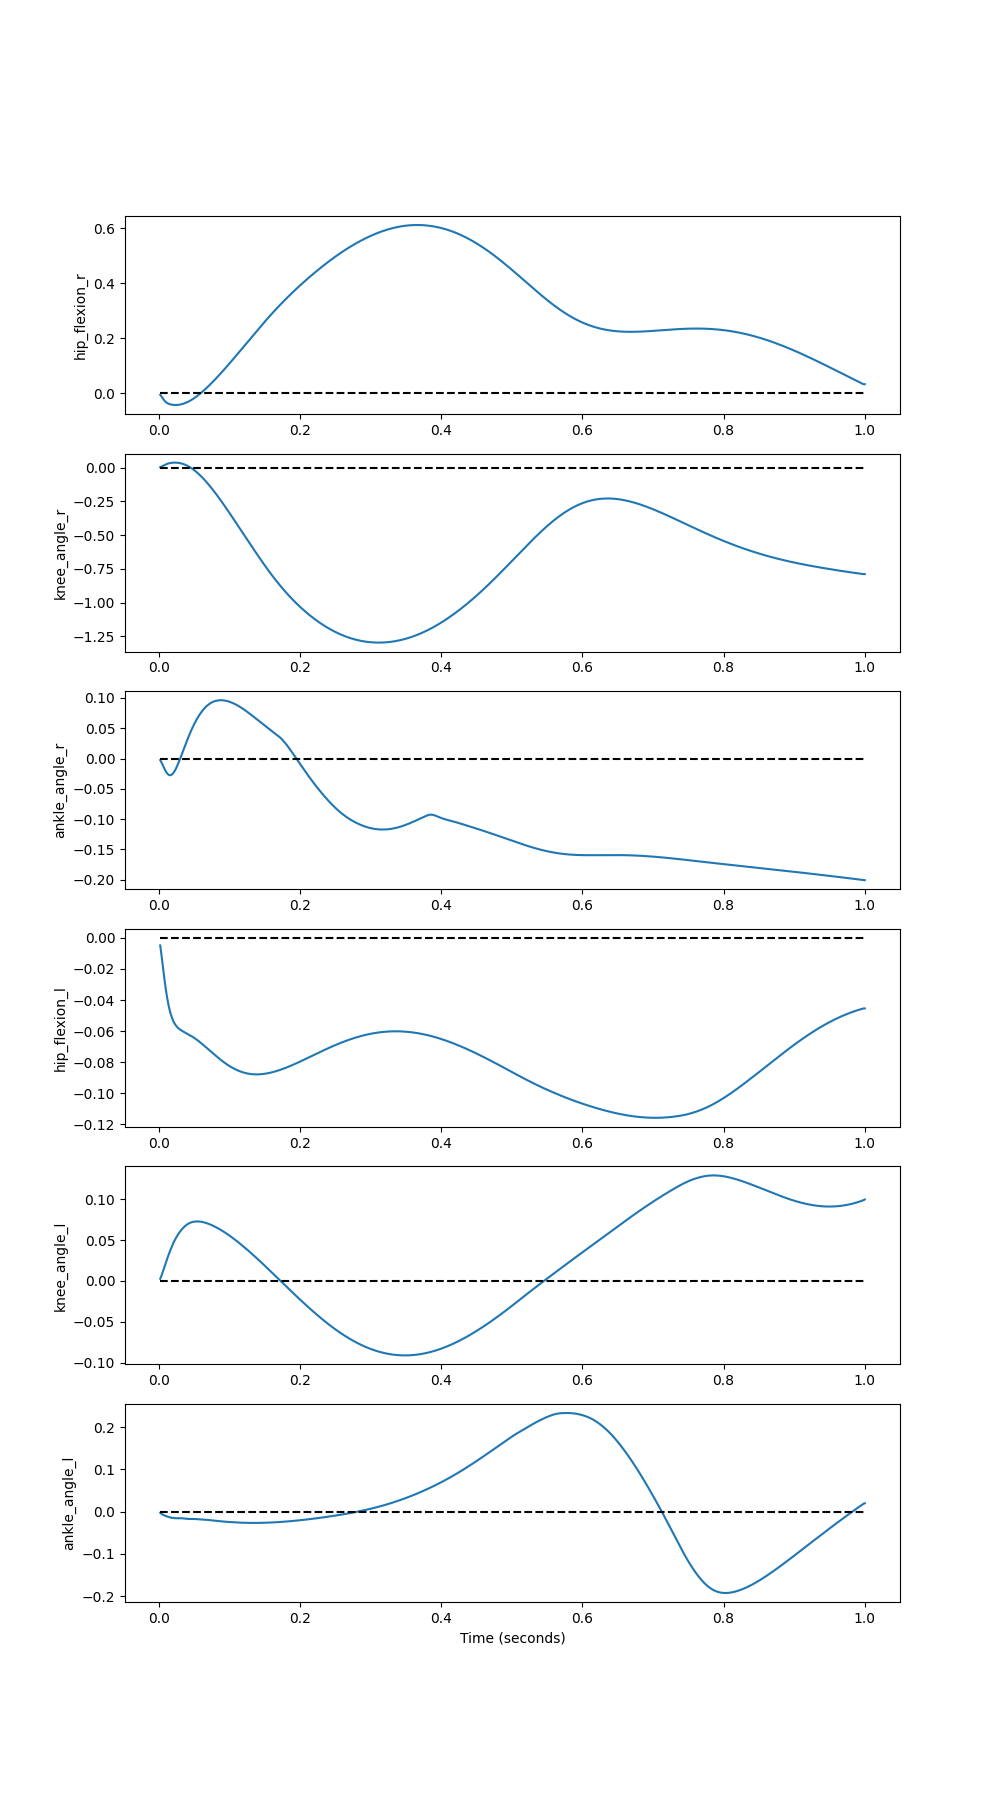 hip_flexion_r
0.6
0.4
0.2
0.0
0.0 0.2 0.4 0.6 0.8 1.0
knee_angle_r
0.00
−0.25
−0.50
−0.75
−1.00
−1.25
0.0 0.2 0.4 0.6 0.8 1.0
ankle_angle_r
0.10
0.05
0.00
−0.05
−0.10
−0.15
−0.20
0.0 0.2 0.4 0.6 0.8 1.0
hip_flexion_l
0.00
−0.02
−0.04
−0.06
−0.08
−0.10
−0.12
0.0 0.2 0.4 0.6 0.8 1.0
knee_angle_l
0.10
0.05
0.00
−0.05
−0.10
0.0 0.2 0.4 0.6 0.8 1.0
ankle_angle_l
0.2
0.1
0.0
−0.1
−0.2
0.0 0.2 0.4 0.6 0.8 1.0
Time (seconds)